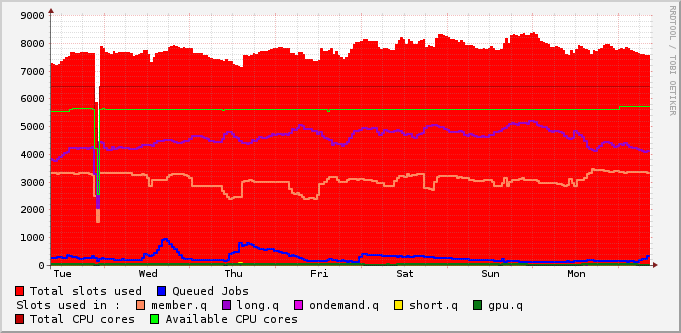 RRDTOOL / TOBI OETIKER
9000
8000
7000
6000
5000
4000
3000
2000
1000
0
Tue Wed Thu Fri Sat Sun Mon
Total slots used Queued Jobs
Slots used in : member.q long.q ondemand.q short.q gpu.q
Total CPU cores Available CPU cores